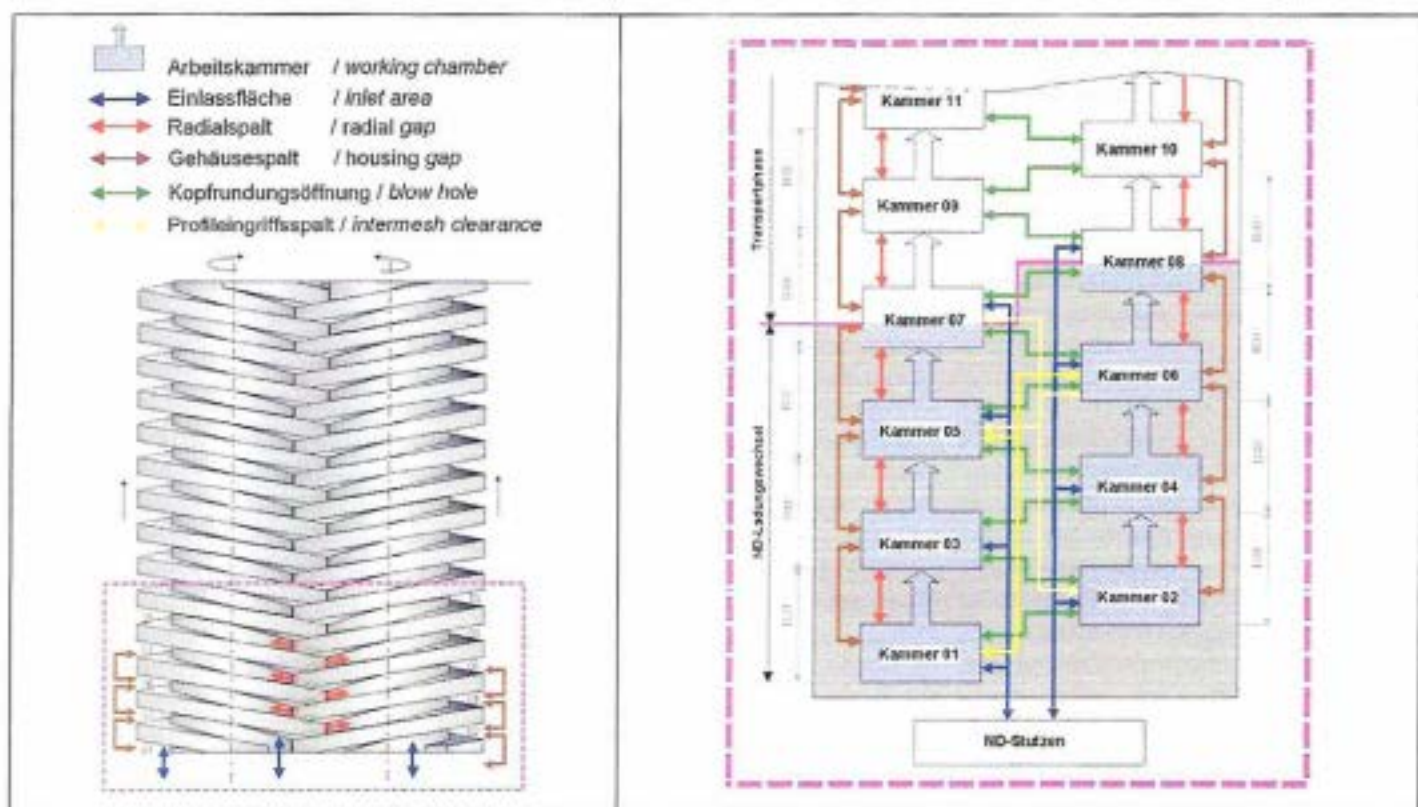 Arbeitskammer / working chamber
Einlassfläche / inlet area
Radialspalt / radial gap
Gehäusespalt / housing gap
Kopfrundungsöffnung / blow hole
Profileingriffsspalt / intermesh clearance
Transportphase
ND-Ladungswechsel
Kammer 11
Kammer 10
Kammer 09
Kammer 08
Kammer 07
Kammer 06
Kammer 05
Kammer 04
Kammer 03
Kammer 02
Kammer 01
ND-Stutzen